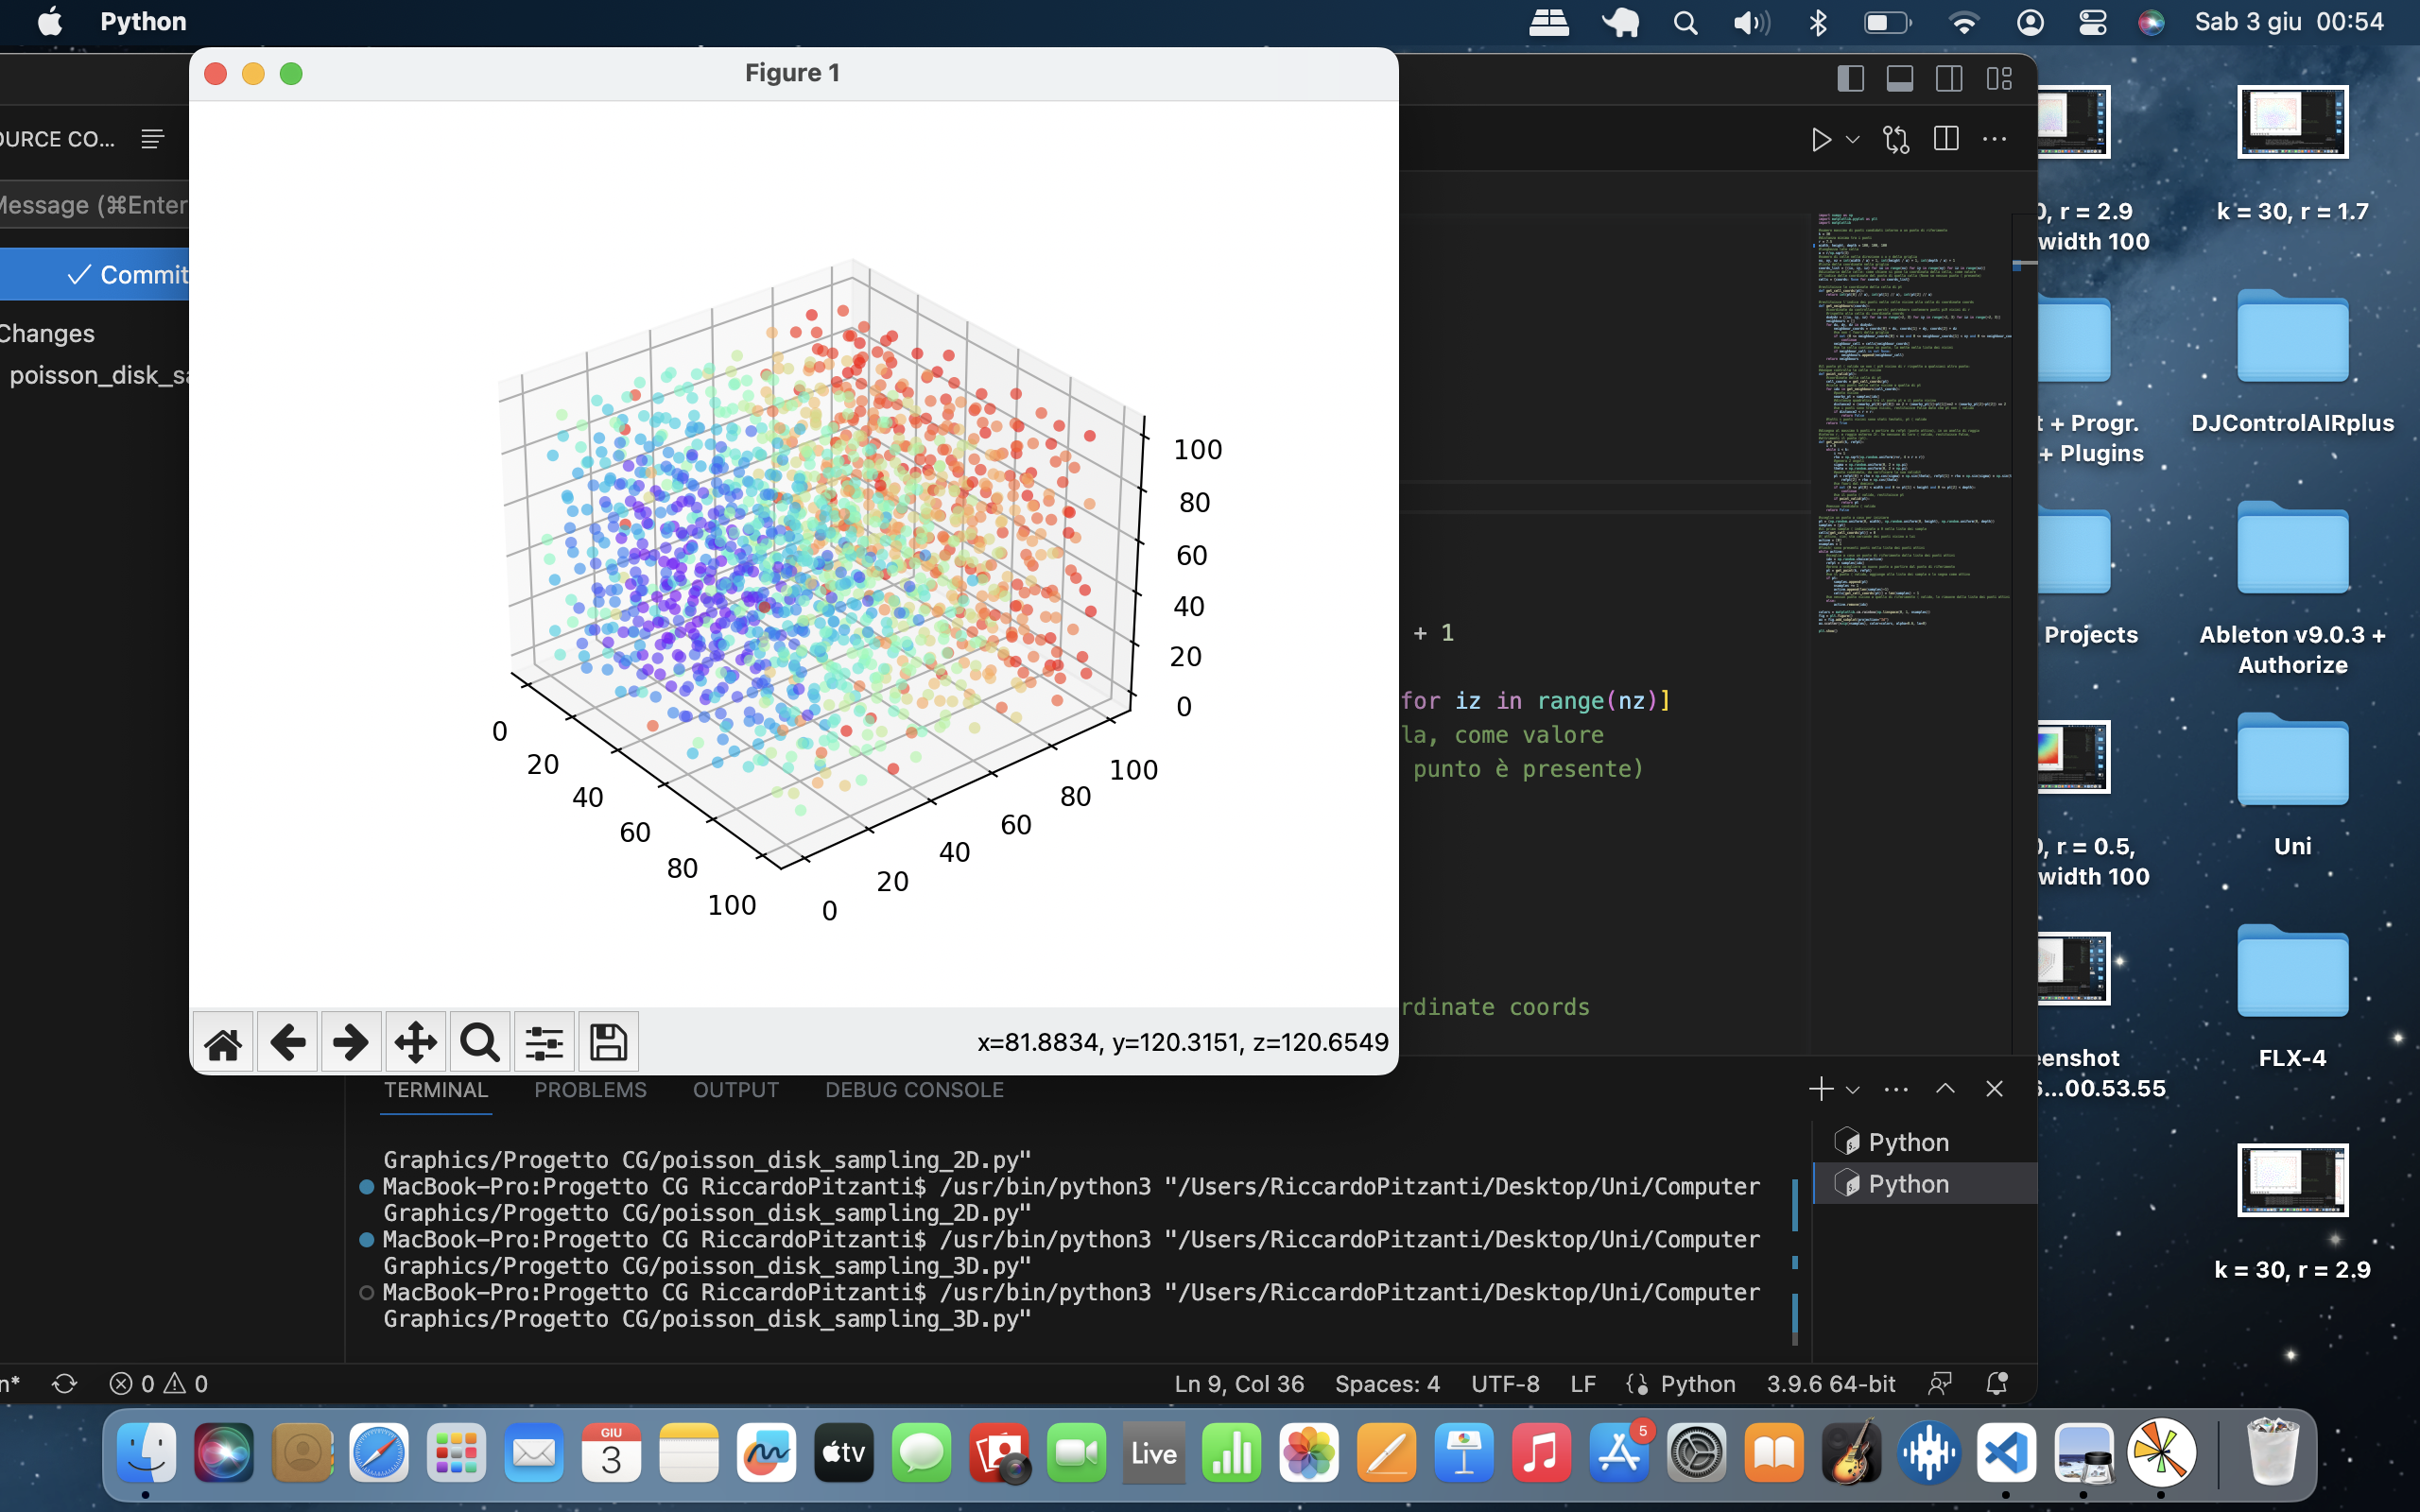 Python
Sab 3 giu 00:54
Figure 1
OURCE CO...
Message (⌘Enter
Commit
Changes
poisson_disk_sa
100
80
60
40
20
0
0
20
40
60
80
100
0
20
40
60
80
100
x=81.8834, y=120.3151, z=120.6549
+ 1
for iz in range(nz)]
la, come valore
punto è presente)
rdinate coords
TERMINAL
PROBLEMS
OUTPUT
DEBUG CONSOLE
Graphics/Progetto CG/poisson_disk_sampling_2D.py"
MacBook-Pro:Progetto CG RiccardoPitzanti$ /usr/bin/python3 "/Users/RiccardoPitzanti/Desktop/Uni/Computer
Graphics/Progetto CG/poisson_disk_sampling_2D.py"
MacBook-Pro:Progetto CG RiccardoPitzanti$ /usr/bin/python3 "/Users/RiccardoPitzanti/Desktop/Uni/Computer
Graphics/Progetto CG/poisson_disk_sampling_3D.py"
MacBook-Pro:Progetto CG RiccardoPitzanti$ /usr/bin/python3 "/Users/RiccardoPitzanti/Desktop/Uni/Computer
Graphics/Progetto CG/poisson_disk_sampling_3D.py"
Python
Python
n*
0
0
Ln 9, Col 36
Spaces: 4
UTF-8
LF
Python
3.9.6 64-bit
0, r = 2.9
width 100
k = 30, r = 1.7
t + Progr.
+ Plugins
DJControlAIRplus
Projects
Ableton v9.0.3 +
Authorize
0, r = 0.5,
width 100
Uni
eenshot
6...00.53.55
FLX-4
k = 30, r = 2.9
GIU
3
tv
Live
5